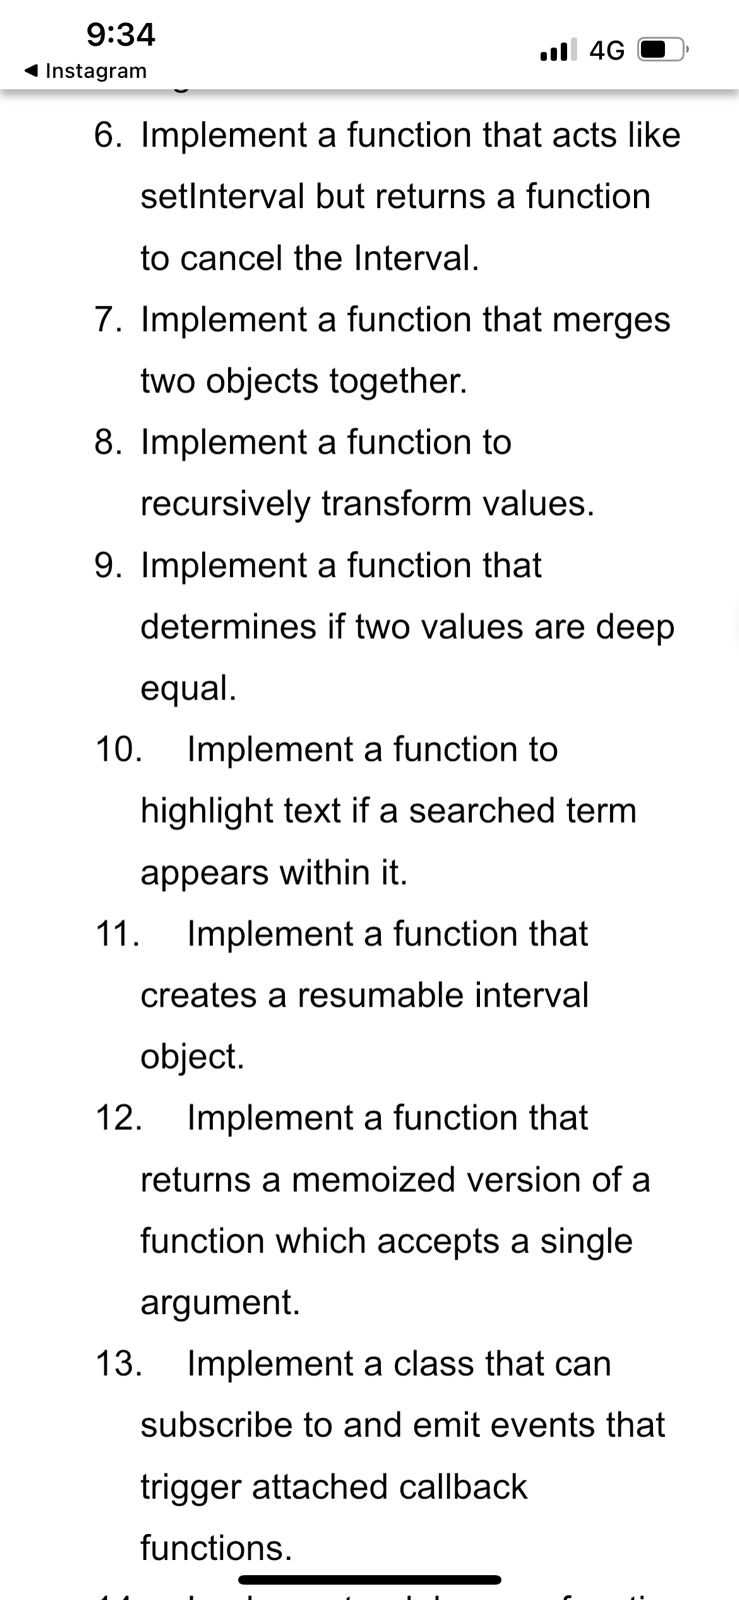 9:34
4G
◀ Instagram
6. Implement a function that acts like
setInterval but returns a function
to cancel the Interval.
7. Implement a function that merges
two objects together.
8. Implement a function to
recursively transform values.
9. Implement a function that
determines if two values are deep
equal.
10. Implement a function to
highlight text if a searched term
appears within it.
11. Implement a function that
creates a resumable interval
object.
12. Implement a function that
returns a memoized version of a
function which accepts a single
argument.
13. Implement a class that can
subscribe to and emit events that
trigger attached callback
functions.